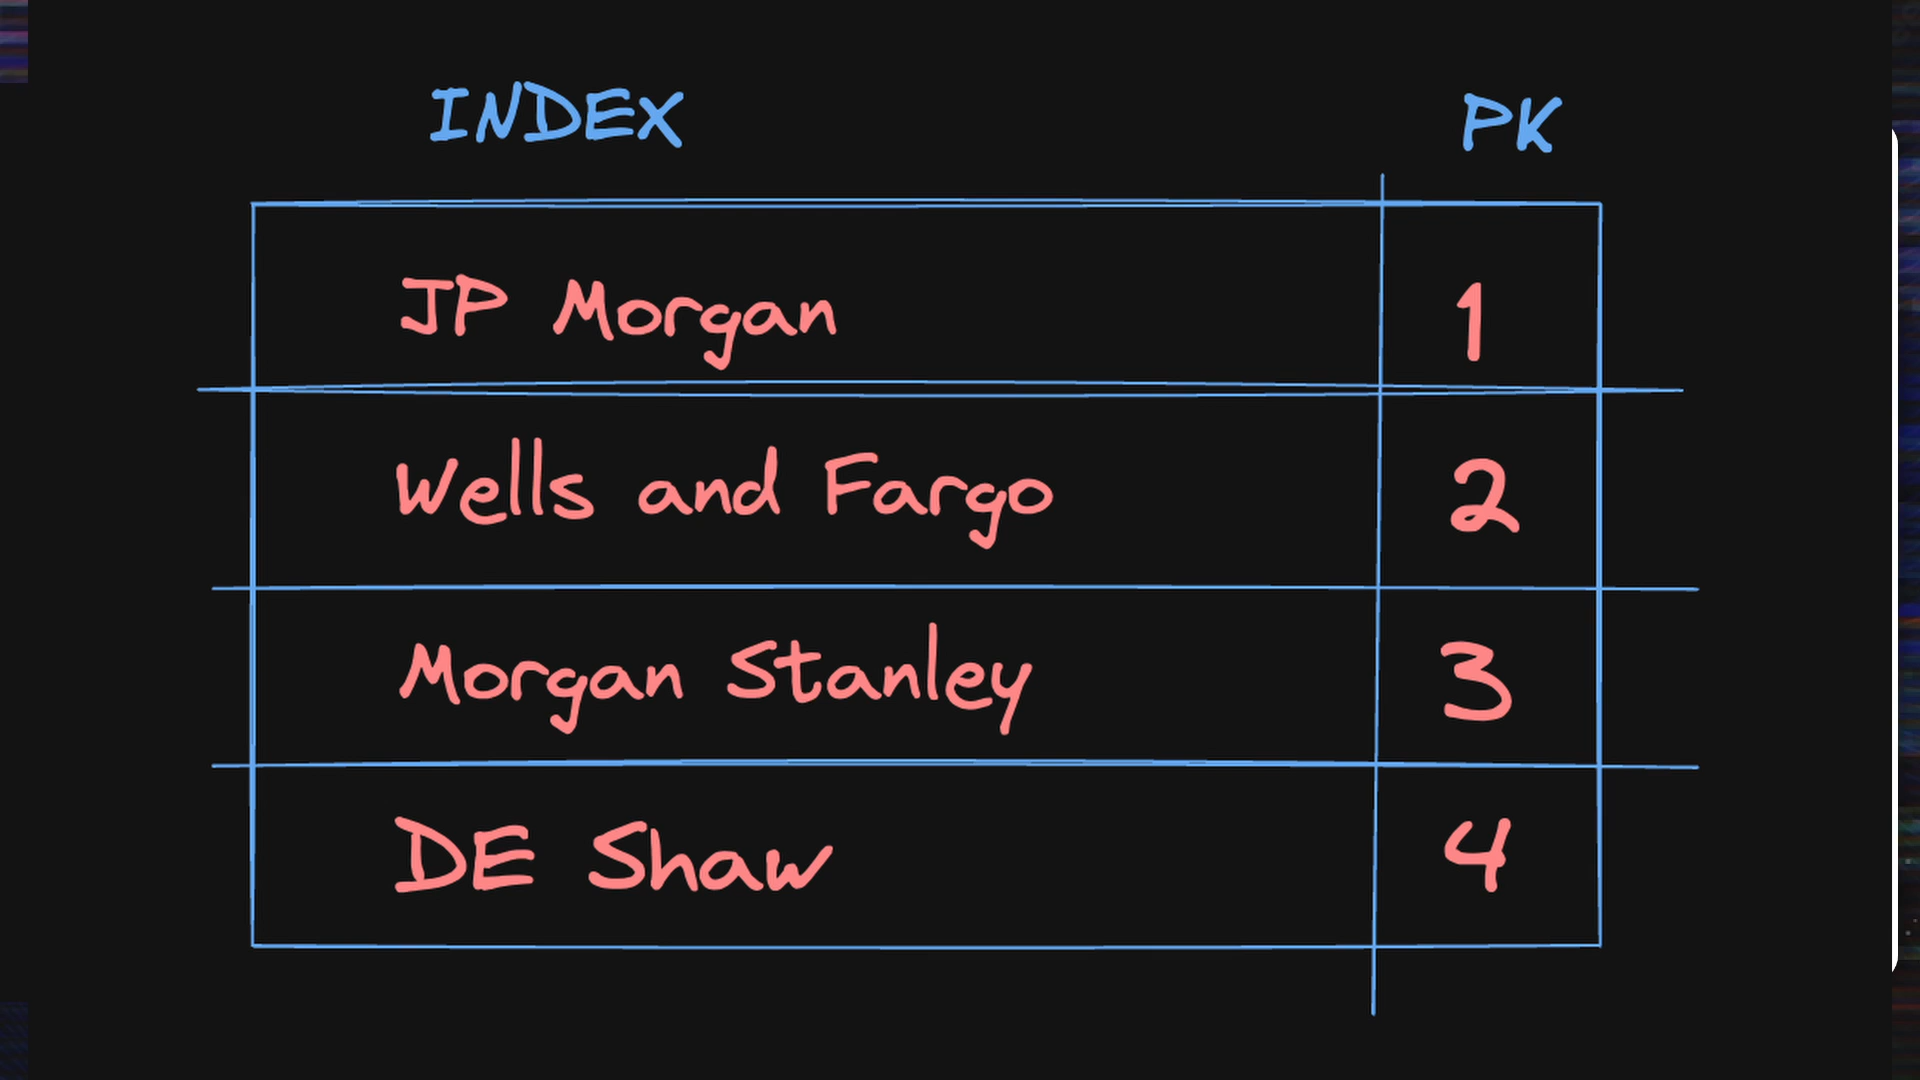 INDEX PK
JP Morgan 1
Wells and Fargo 2
Morgan Stanley 3
DE Shaw 4